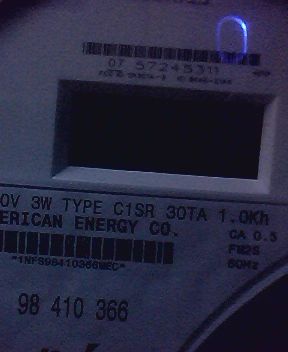 07 57245311
0V 3W TYPE C1SR 30TA 1.0Kh
ERICAN ENERGY CO.
CA 0.5
FM2S
60Hz
*1NFS98410366WEC*
98 410 366